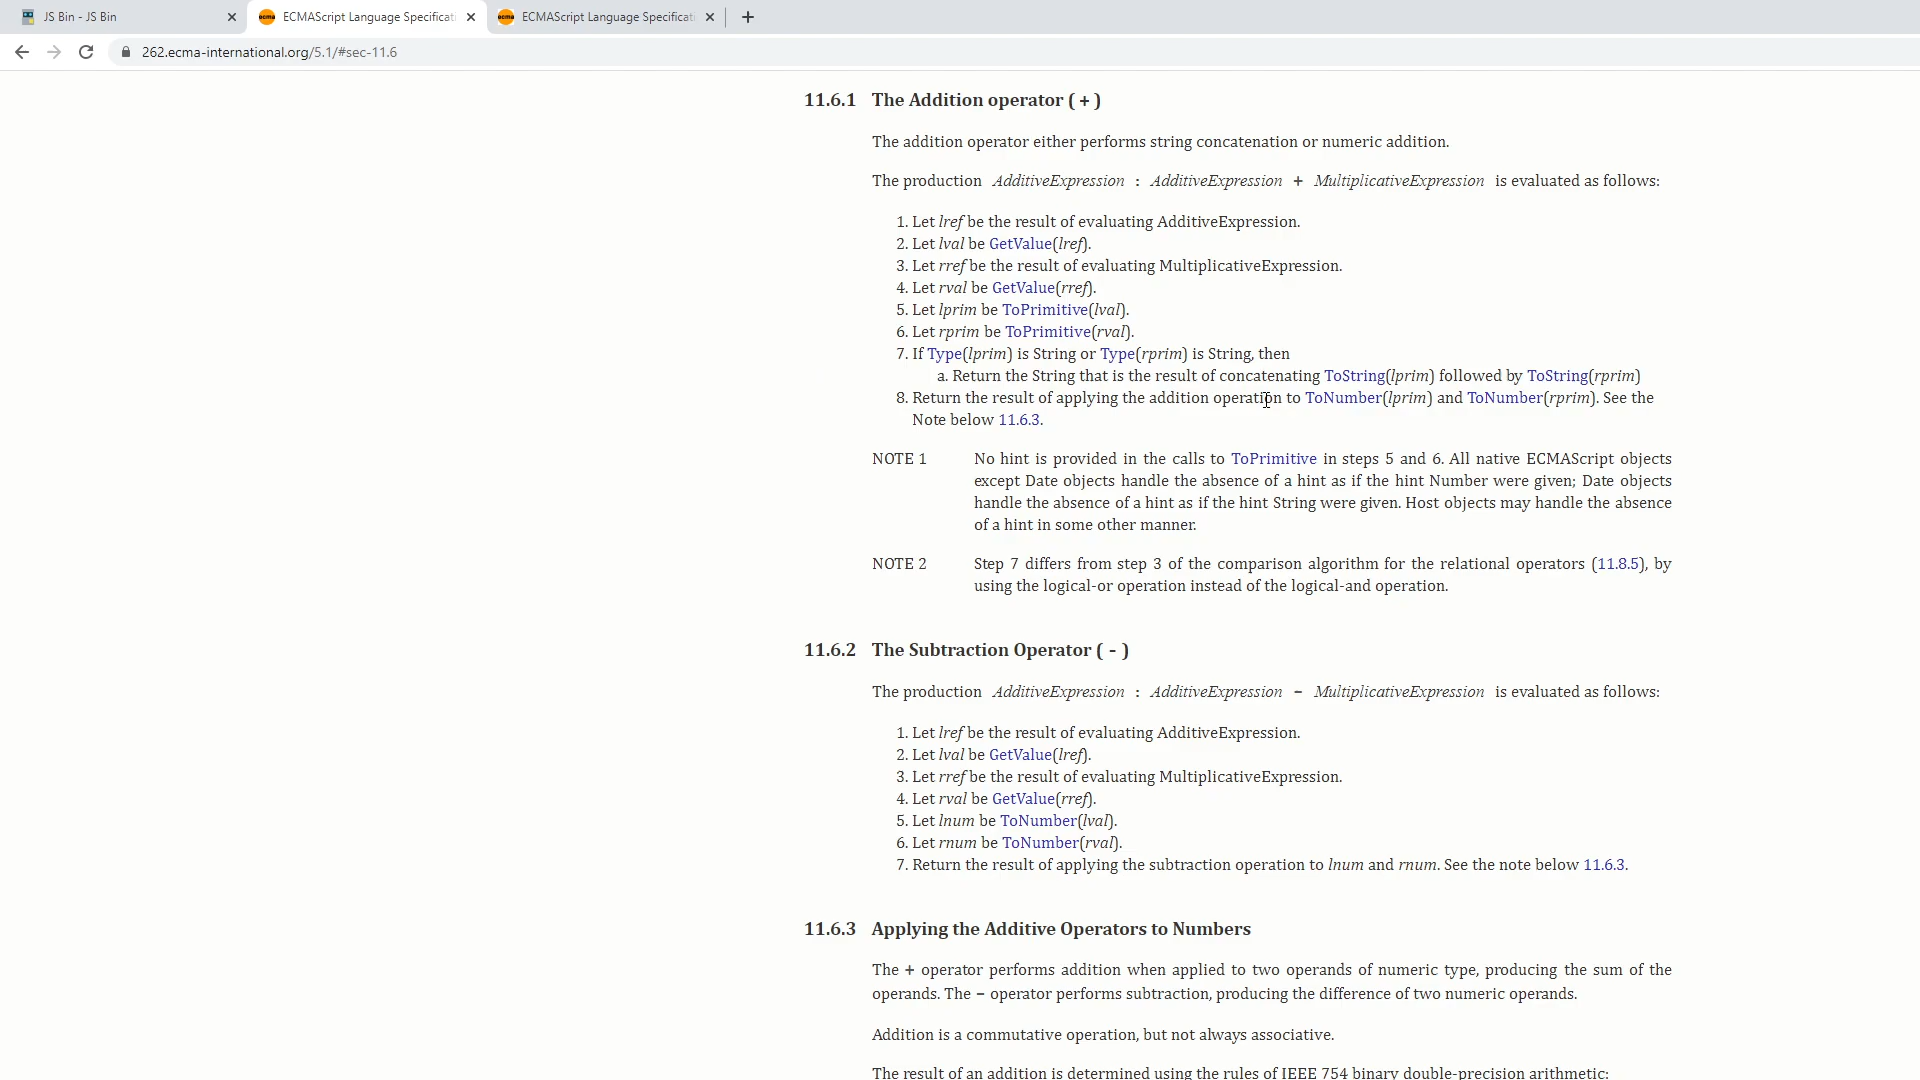 JS Bin - JS Bin
ECMAScript Language Specificati
ECMAScript Language Specificati
262.ecma-international.org/5.1/#sec-11.6
11.6.1 The Addition operator ( + )
The addition operator either performs string concatenation or numeric addition.
The production AdditiveExpression : AdditiveExpression + MultiplicativeExpression is evaluated as follows:
1. Let lref be the result of evaluating AdditiveExpression.
2. Let lval be GetValue(lref).
3. Let rref be the result of evaluating MultiplicativeExpression.
4. Let rval be GetValue(rref).
5. Let lprim be ToPrimitive(lval).
6. Let rprim be ToPrimitive(rval).
7. If Type(lprim) is String or Type(rprim) is String, then
a. Return the String that is the result of concatenating ToString(lprim) followed by ToString(rprim)
8. Return the result of applying the addition operation to ToNumber(lprim) and ToNumber(rprim). See the
Note below 11.6.3.
NOTE 1 No hint is provided in the calls to ToPrimitive in steps 5 and 6. All native ECMAScript objects
except Date objects handle the absence of a hint as if the hint Number were given; Date objects
handle the absence of a hint as if the hint String were given. Host objects may handle the absence
of a hint in some other manner.
NOTE 2 Step 7 differs from step 3 of the comparison algorithm for the relational operators (11.8.5), by
using the logical-or operation instead of the logical-and operation.
11.6.2 The Subtraction Operator ( - )
The production AdditiveExpression : AdditiveExpression - MultiplicativeExpression is evaluated as follows:
1. Let lref be the result of evaluating AdditiveExpression.
2. Let lval be GetValue(lref).
3. Let rref be the result of evaluating MultiplicativeExpression.
4. Let rval be GetValue(rref).
5. Let lnum be ToNumber(lval).
6. Let rnum be ToNumber(rval).
7. Return the result of applying the subtraction operation to lnum and rnum. See the note below 11.6.3.
11.6.3 Applying the Additive Operators to Numbers
The + operator performs addition when applied to two operands of numeric type, producing the sum of the
operands. The - operator performs subtraction, producing the difference of two numeric operands.
Addition is a commutative operation, but not always associative.
The result of an addition is determined using the rules of IEEE 754 binary double-precision arithmetic: